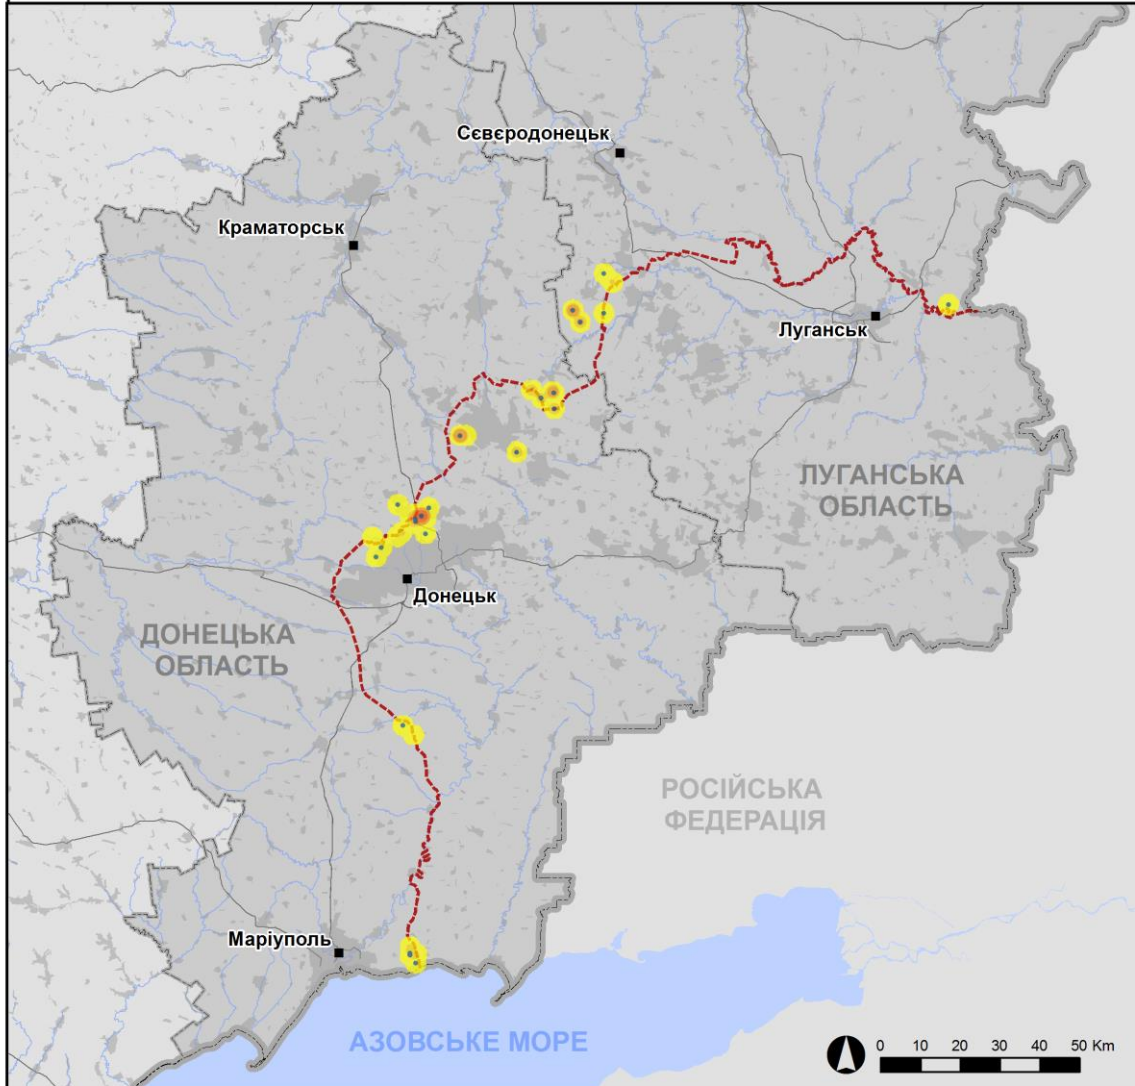 Сєвєродонецьк
Краматорськ
Луганськ
ЛУГАНСЬКА
ОБЛАСТЬ
Донецьк
ДОНЕЦЬКА
ОБЛАСТЬ
РОСІЙСЬКА
ФЕДЕРАЦІЯ
Маріуполь
АЗОВСЬКЕ МОРЕ
0 10 20 30 40 50 Km